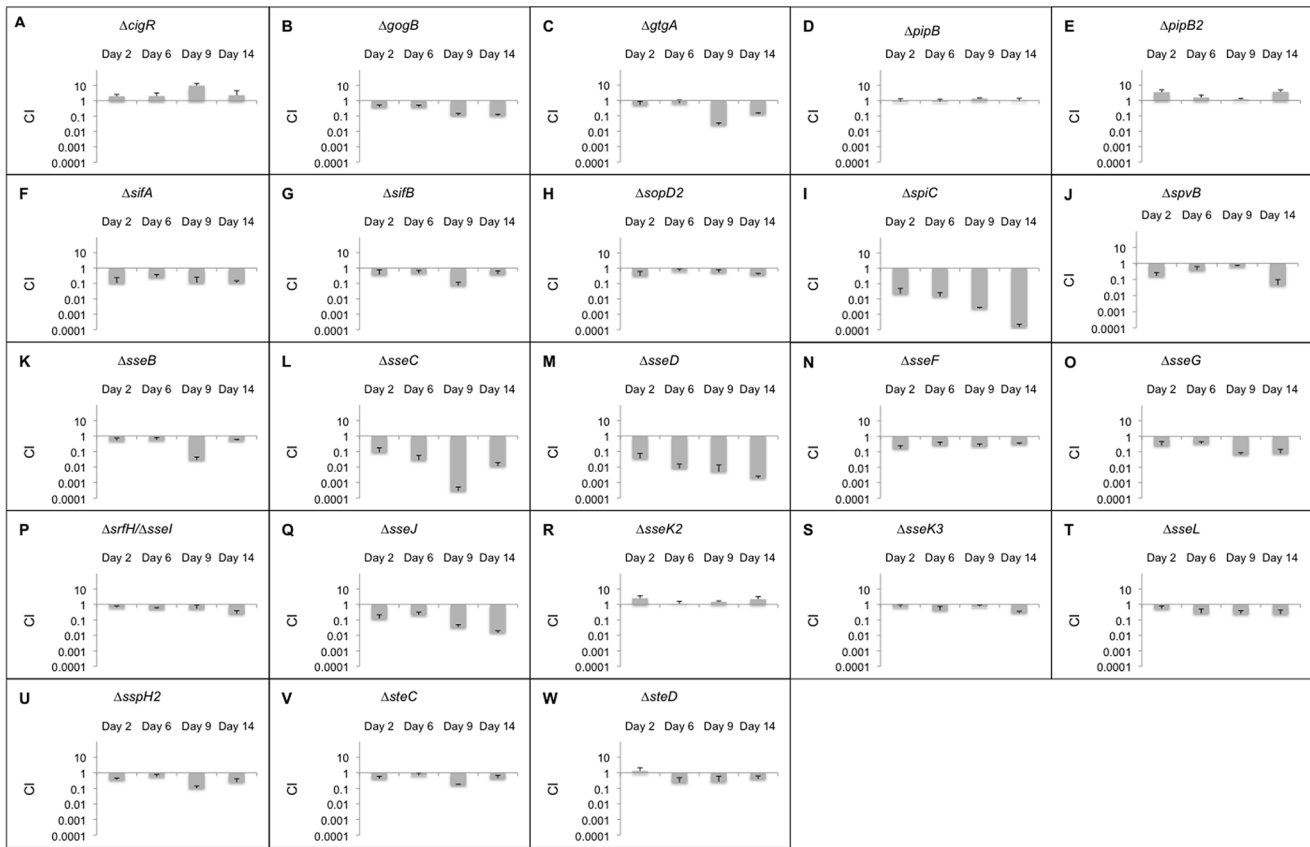 A ΔcigR
Day 2 Day 6 Day 9 Day 14
CI
10
1
0.1
0.01
0.001
0.0001
B ΔgogB
Day 2 Day 6 Day 9 Day 14
CI
10
1
0.1
0.01
0.001
0.0001
C ΔgtgA
Day 2 Day 6 Day 9 Day 14
CI
10
1
0.1
0.01
0.001
0.0001
D ΔpipB
Day 2 Day 6 Day 9 Day 14
CI
10
1
0.1
0.01
0.001
0.0001
E ΔpipB2
Day 2 Day 6 Day 9 Day 14
CI
10
1
0.1
0.01
0.001
0.0001
F ΔsifA
Day 2 Day 6 Day 9 Day 14
CI
10
1
0.1
0.01
0.001
0.0001
G ΔsifB
Day 2 Day 6 Day 9 Day 14
CI
10
1
0.1
0.01
0.001
0.0001
H ΔsopD2
Day 2 Day 6 Day 9 Day 14
CI
10
1
0.1
0.01
0.001
0.0001
I ΔspiC
Day 2 Day 6 Day 9 Day 14
CI
10
1
0.1
0.01
0.001
0.0001
J ΔspvB
Day 2 Day 6 Day 9 Day 14
CI
10
1
0.1
0.01
0.001
0.0001
K ΔsseB
Day 2 Day 6 Day 9 Day 14
CI
10
1
0.1
0.01
0.001
0.0001
L ΔsseC
Day 2 Day 6 Day 9 Day 14
CI
10
1
0.1
0.01
0.001
0.0001
M ΔsseD
Day 2 Day 6 Day 9 Day 14
CI
10
1
0.1
0.01
0.001
0.0001
N ΔsseF
Day 2 Day 6 Day 9 Day 14
CI
10
1
0.1
0.01
0.001
0.0001
O ΔsseG
Day 2 Day 6 Day 9 Day 14
CI
10
1
0.1
0.01
0.001
0.0001
P ΔsrfH/ΔsseI
Day 2 Day 6 Day 9 Day 14
CI
10
1
0.1
0.01
0.001
0.0001
Q ΔsseJ
Day 2 Day 6 Day 9 Day 14
CI
10
1
0.1
0.01
0.001
0.0001
R ΔsseK2
Day 2 Day 6 Day 9 Day 14
CI
10
1
0.1
0.01
0.001
0.0001
S ΔsseK3
Day 2 Day 6 Day 9 Day 14
CI
10
1
0.1
0.01
0.001
0.0001
T ΔsseL
Day 2 Day 6 Day 9 Day 14
CI
10
1
0.1
0.01
0.001
0.0001
U ΔsspH2
Day 2 Day 6 Day 9 Day 14
CI
10
1
0.1
0.01
0.001
0.0001
V ΔsteC
Day 2 Day 6 Day 9 Day 14
CI
10
1
0.1
0.01
0.001
0.0001
W ΔsteD
Day 2 Day 6 Day 9 Day 14
CI
10
1
0.1
0.01
0.001
0.0001